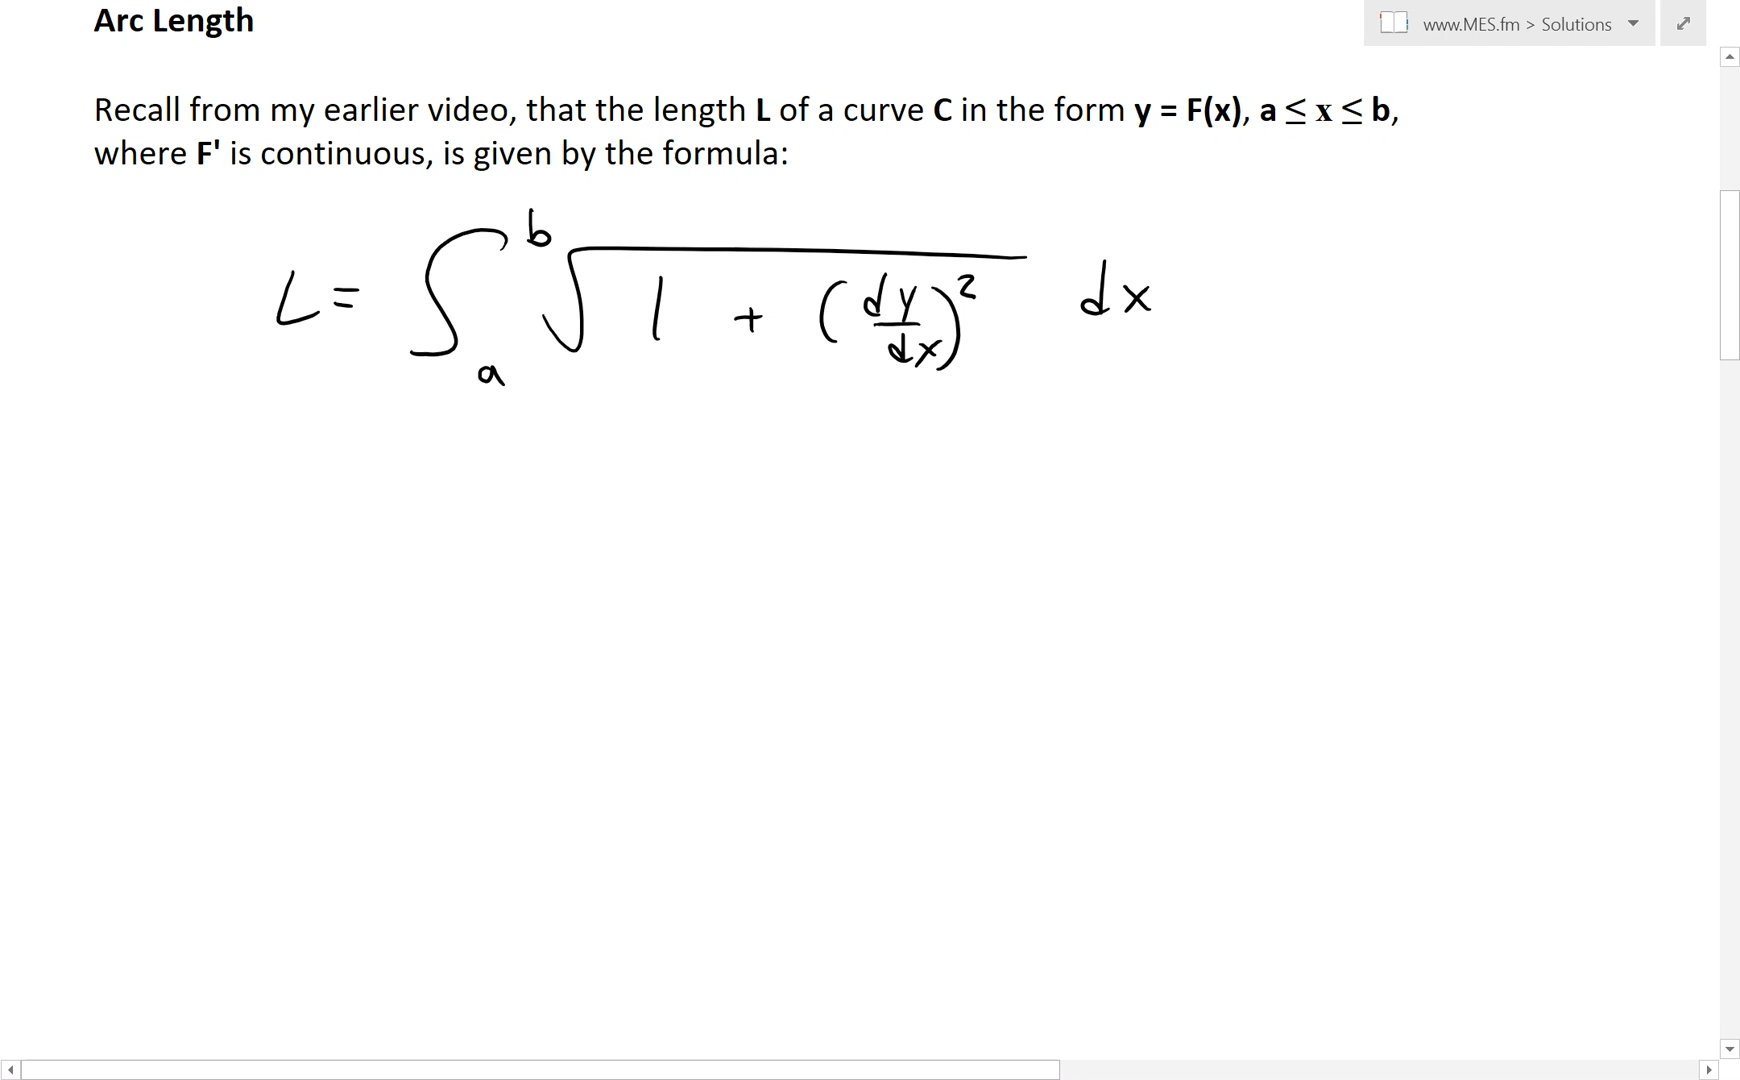 Arc Length
www.MES.fm > Solutions
Recall from my earlier video, that the length L of a curve C in the form y = F(x), a ≤ x ≤ b,
where F' is continuous, is given by the formula:
L = ∫_a^b √(1 + (dy/dx)^2) dx